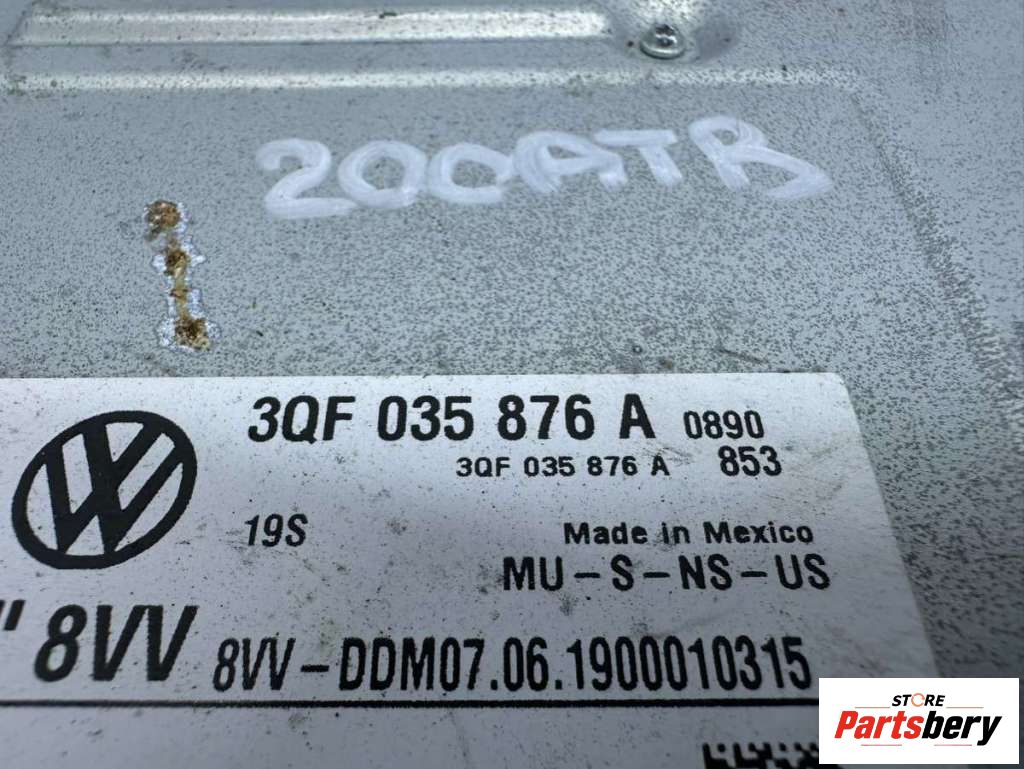 200ATB
3QF 035 876 A 0890
3QF 035 876 A 853
19S Made in Mexico
MU-S-NS-US
" 8VV 8VV-DDM07.06.1900010315
STORE
Partsbery